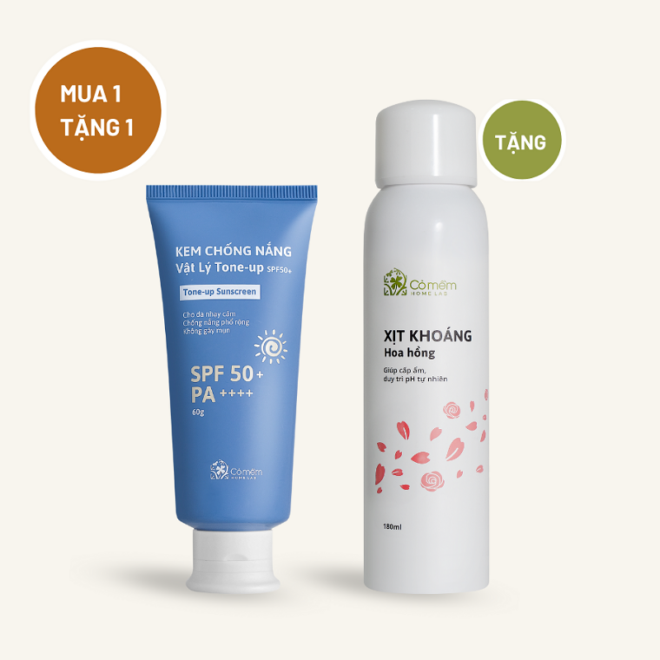 MUA 1
TẶNG 1
TẶNG
KEM CHỐNG NẮNG
Vật Lý Tone-up SPF50+
Tone-up Sunscreen
Cho da nhạy cảm
Chống nắng phổ rộng
Không gây mụn
SPF 50+
PA ++++
60g
Cỏ mềm
HOME LAB
Cỏ mềm
HOME LAB
XỊT KHOÁNG
Hoa hồng
Giúp cấp ẩm,
duy trì pH tự nhiên
180ml